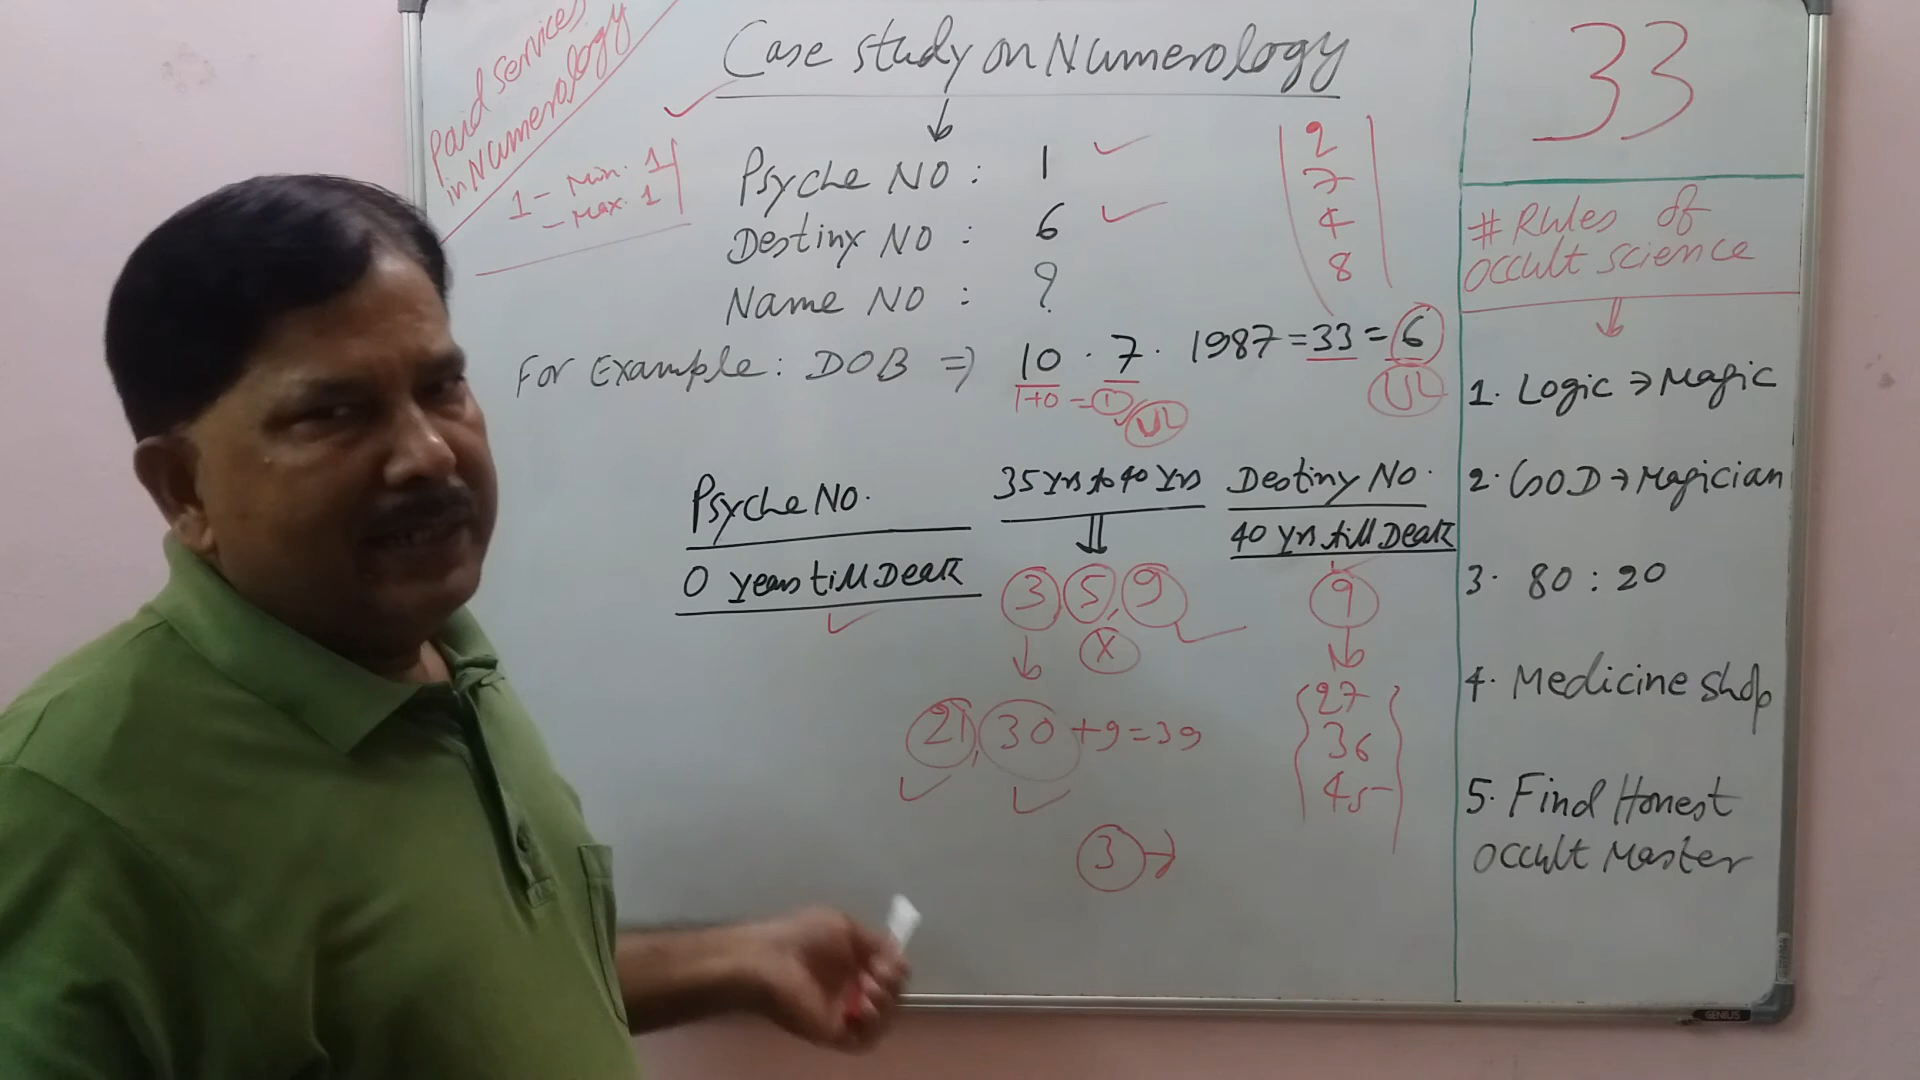 Paid services
in Numerology
1 - Min. 1
- Max. 1
Case study on Numerology
Psyche NO : 1
Destiny NO : 6
Name NO : ?
2
7
4
8
For Example : DOB ⇒ 10 . 7 . 1987 = 33 = 6
1+0 = 1
UL
UL
Psyche NO.
0 years till Death
35 Yrs to 40 Yrs
3 5, 9
X
21, 30 + 9 = 39
3 →
Destiny No.
40 Yrs till Death
9
No
27
36
45
33
# Rules of
occult science
1. Logic → Magic
2. GOD → Magician
3. 80 : 20
4. Medicine shop
5. Find Honest
occult Master
GENIUS